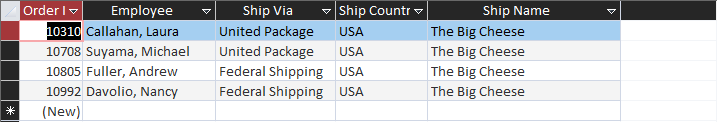 Order I Employee Ship Via Ship Countr Ship Name
10310 Callahan, Laura United Package USA The Big Cheese
10708 Suyama, Michael United Package USA The Big Cheese
10805 Fuller, Andrew Federal Shipping USA The Big Cheese
10992 Davolio, Nancy Federal Shipping USA The Big Cheese
(New)